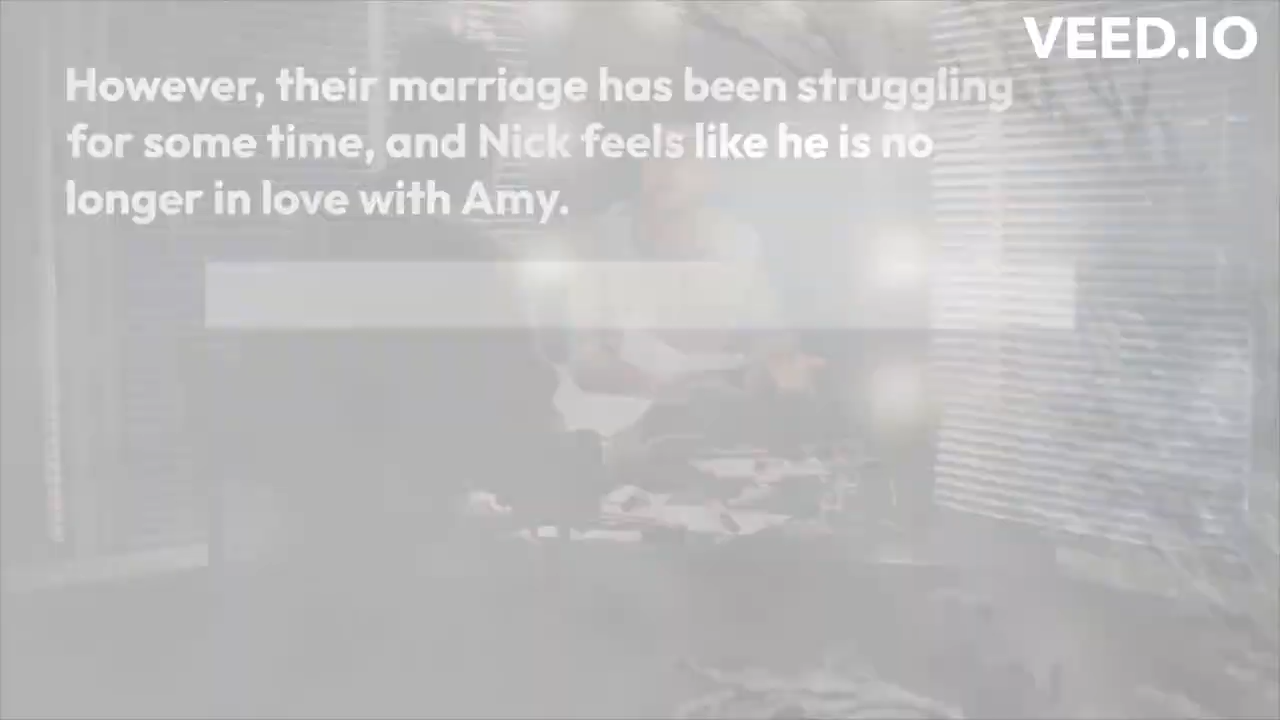 VEED.IO
However, their marriage has been struggling
for some time, and Nick feels like he is no
longer in love with Amy.